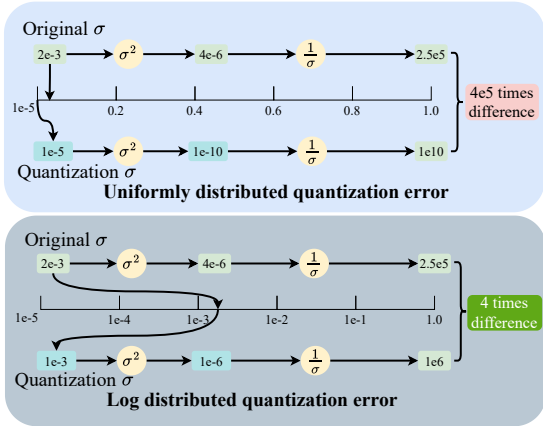 Original σ
2e-3 σ² 4e-6 1/σ 2.5e5
4e5 times
difference
1e-5 0.2 0.4 0.6 0.8 1.0
1e-5 σ² 1e-10 1/σ 1e10
Quantization σ
Uniformly distributed quantization error
Original σ
2e-3 σ² 4e-6 1/σ 2.5e5
4 times
difference
1e-5 1e-4 1e-3 1e-2 1e-1 1.0
1e-3 σ² 1e-6 1/σ 1e6
Quantization σ
Log distributed quantization error